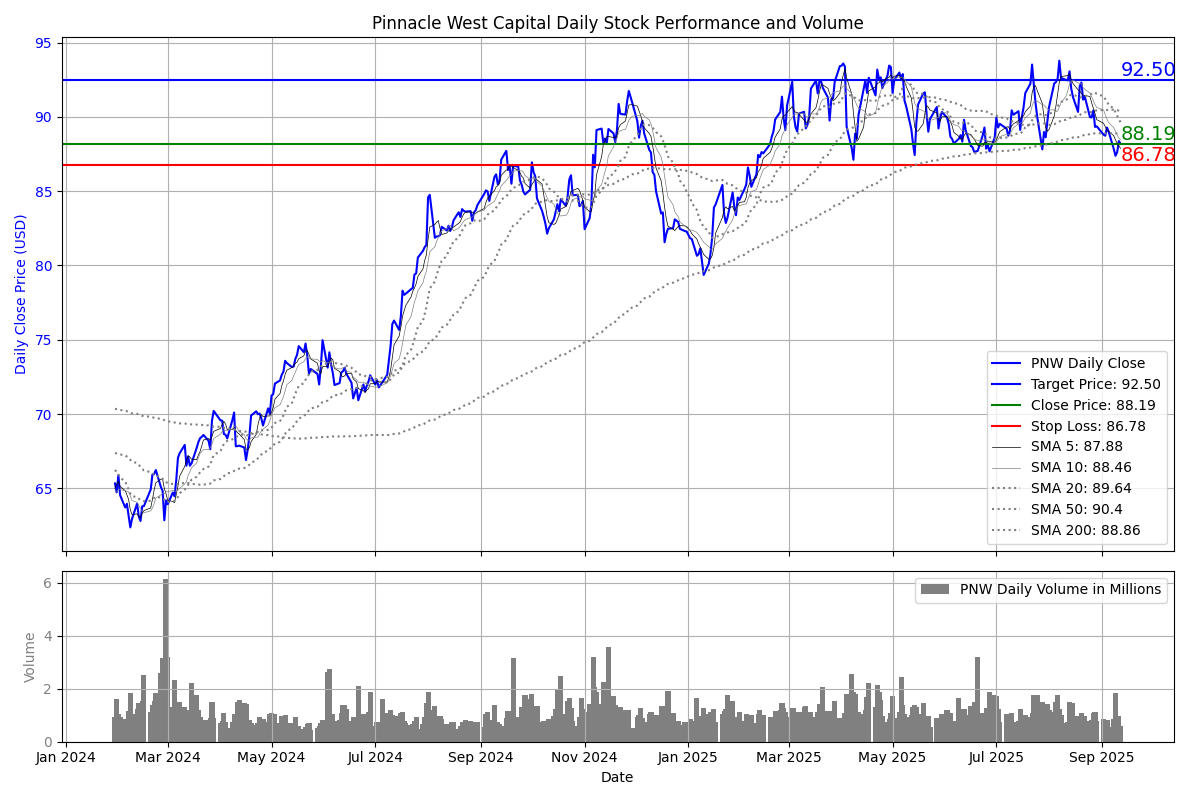 Pinnacle West Capital Daily Stock Performance and Volume
95
90
85
80
75
70
65
Daily Close Price (USD)
92.50
88.19
86.78
PNW Daily Close
Target Price: 92.50
Close Price: 88.19
Stop Loss: 86.78
SMA 5: 87.88
SMA 10: 88.46
SMA 20: 89.64
SMA 50: 90.4
SMA 200: 88.86
6
4
2
0
Volume
PNW Daily Volume in Millions
Jan 2024 Mar 2024 May 2024 Jul 2024 Sep 2024 Nov 2024 Jan 2025 Mar 2025 May 2025 Jul 2025 Sep 2025
Date